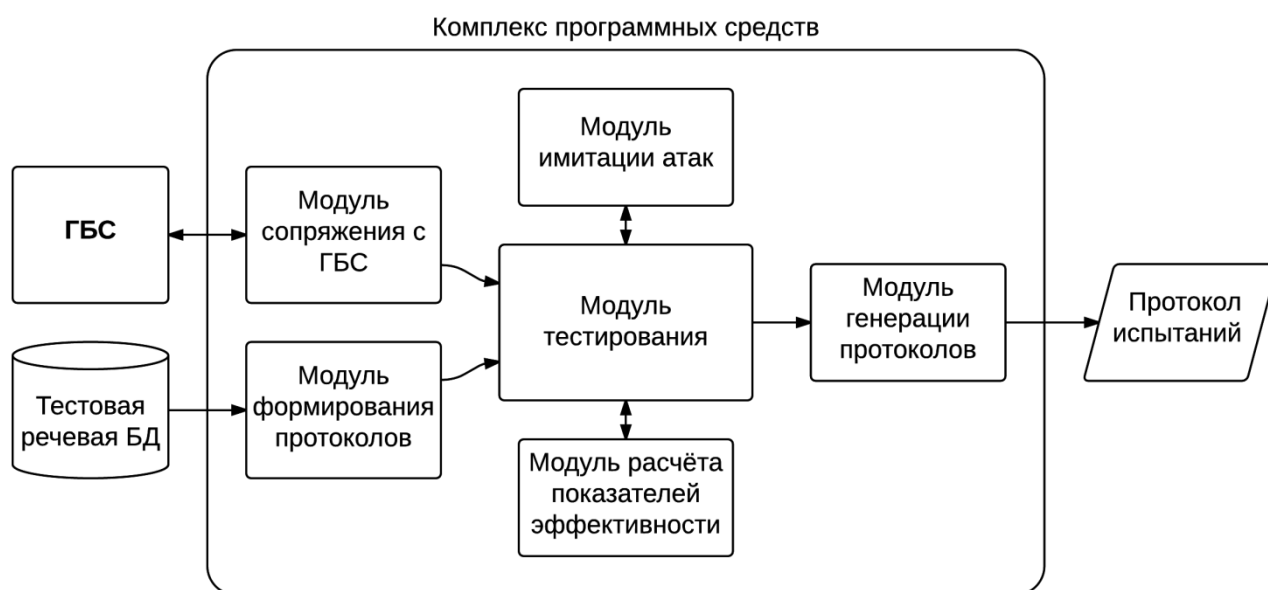 Комплекс программных средств
Модуль
имитации атак
ГБС
Модуль
сопряжения с
ГБС
Модуль
тестирования
Модуль
генерации
протоколов
Протокол
испытаний
Тестовая
речевая БД
Модуль
формирования
протоколов
Модуль расчёта
показателей
эффективности